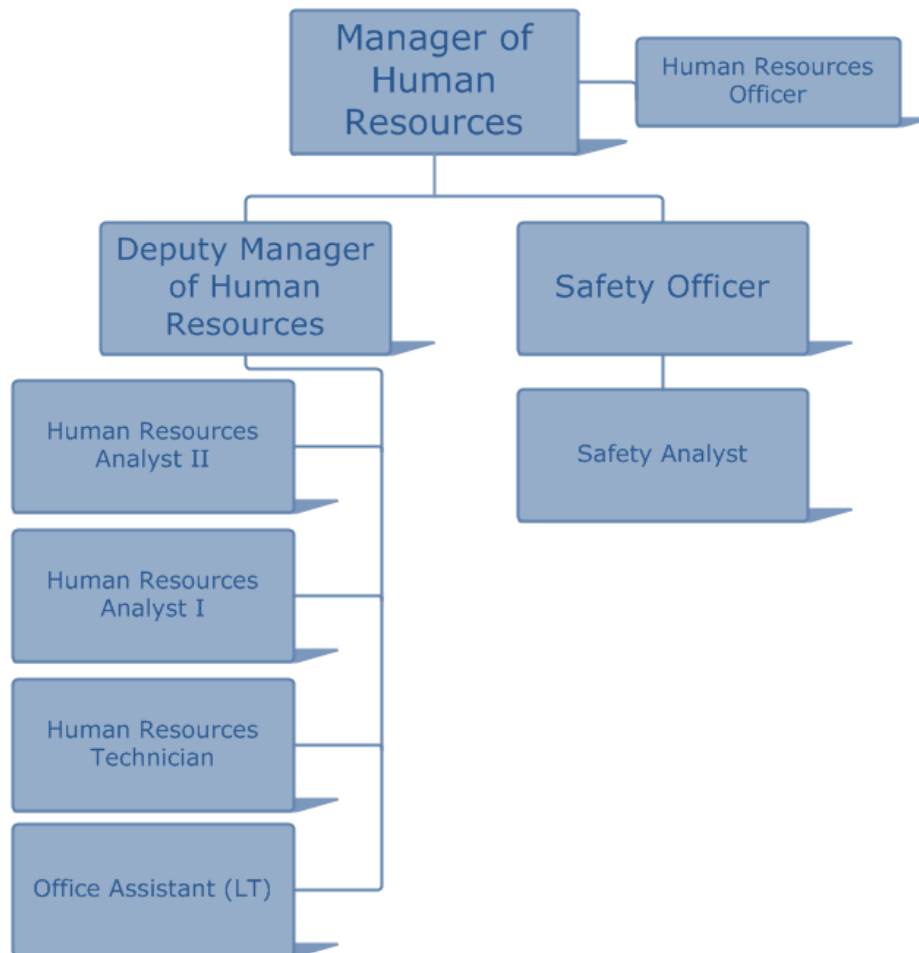 Manager of
Human
Resources
Human Resources
Officer
Deputy Manager
of Human
Resources
Safety Officer
Human Resources
Analyst II
Safety Analyst
Human Resources
Analyst I
Human Resources
Technician
Office Assistant (LT)